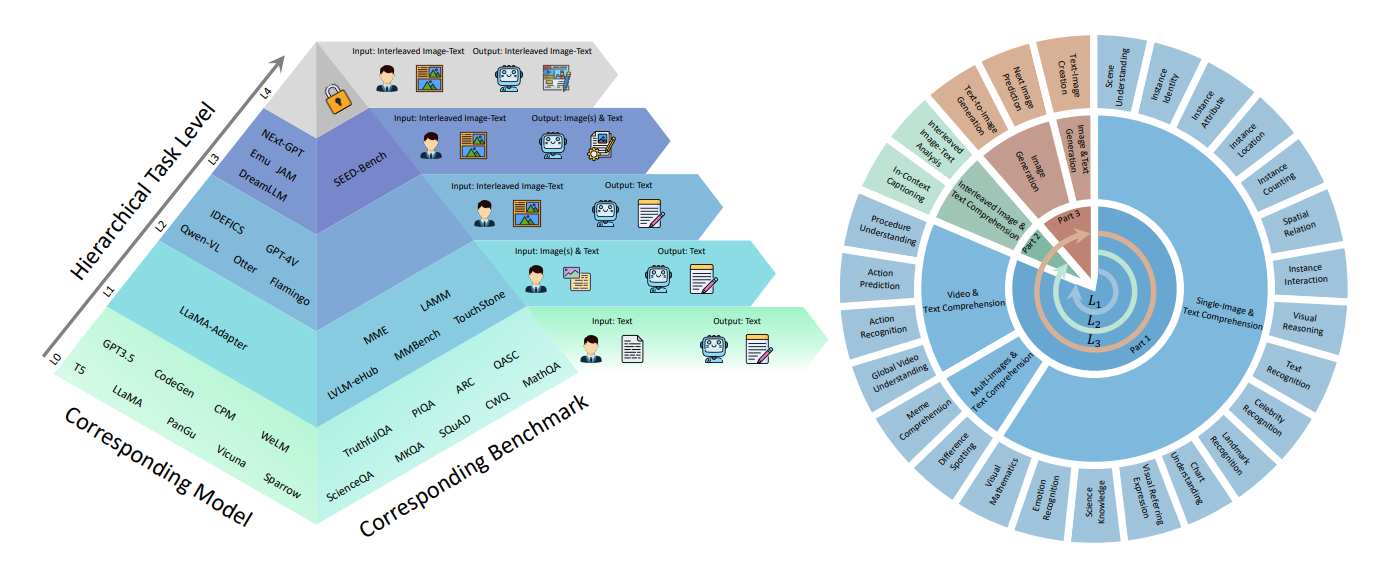 Hierarchical Task Level
L4
L3
L2
L1
L0
Input: Interleaved Image-Text
Output: Interleaved Image-Text
NExt-GPT
Emu
JAM
DreamLLM
SEED-Bench
Input: Interleaved Image-Text
Output: Image(s) & Text
IDEFICS
GPT-4V
Qwen-VL
Otter
Flamingo
Input: Interleaved Image-Text
Output: Text
LLaMA-Adapter
LAMM
MME
TouchStone
MMBench
LVLM-eHub
Input: Image(s) & Text
Output: Text
GPT3.5
T5
CodeGen
LLaMA
CPM
PanGu
WeLM
Vicuna
Sparrow
QASC
ARC
MathQA
PIQA
CWQ
TruthfulQA
SQuAD
MKQA
ScienceQA
Input: Text
Output: Text
Corresponding Model
Corresponding Benchmark
Scene
Understanding
Instance
Identity
Instance
Attribute
Instance
Location
Instance
Counting
Spatial
Relation
Instance
Interaction
Visual
Reasoning
Text
Recognition
Celebrity
Recognition
Landmark
Recognition
Chart
Understanding
Visual Referring
Expression
Science
Knowledge
Emotion
Recognition
Visual
Mathematics
Difference
Spotting
Meme
Comprehension
Global Video
Understanding
Action
Recognition
Action
Prediction
Procedure
Understanding
In-Context
Captioning
Interleaved
Image-Text
Analysis
Text-to-Image
Generation
Next Image
Prediction
Text-Image
Creation
Single-Image &
Text Comprehension
Multi-Images &
Text Comprehension
Video &
Text Comprehension
Interleaved Image &
Text Comprehension
Image
Generation
Image & Text
Generation
Part 1
Part 2
Part 3
L1
L2
L3